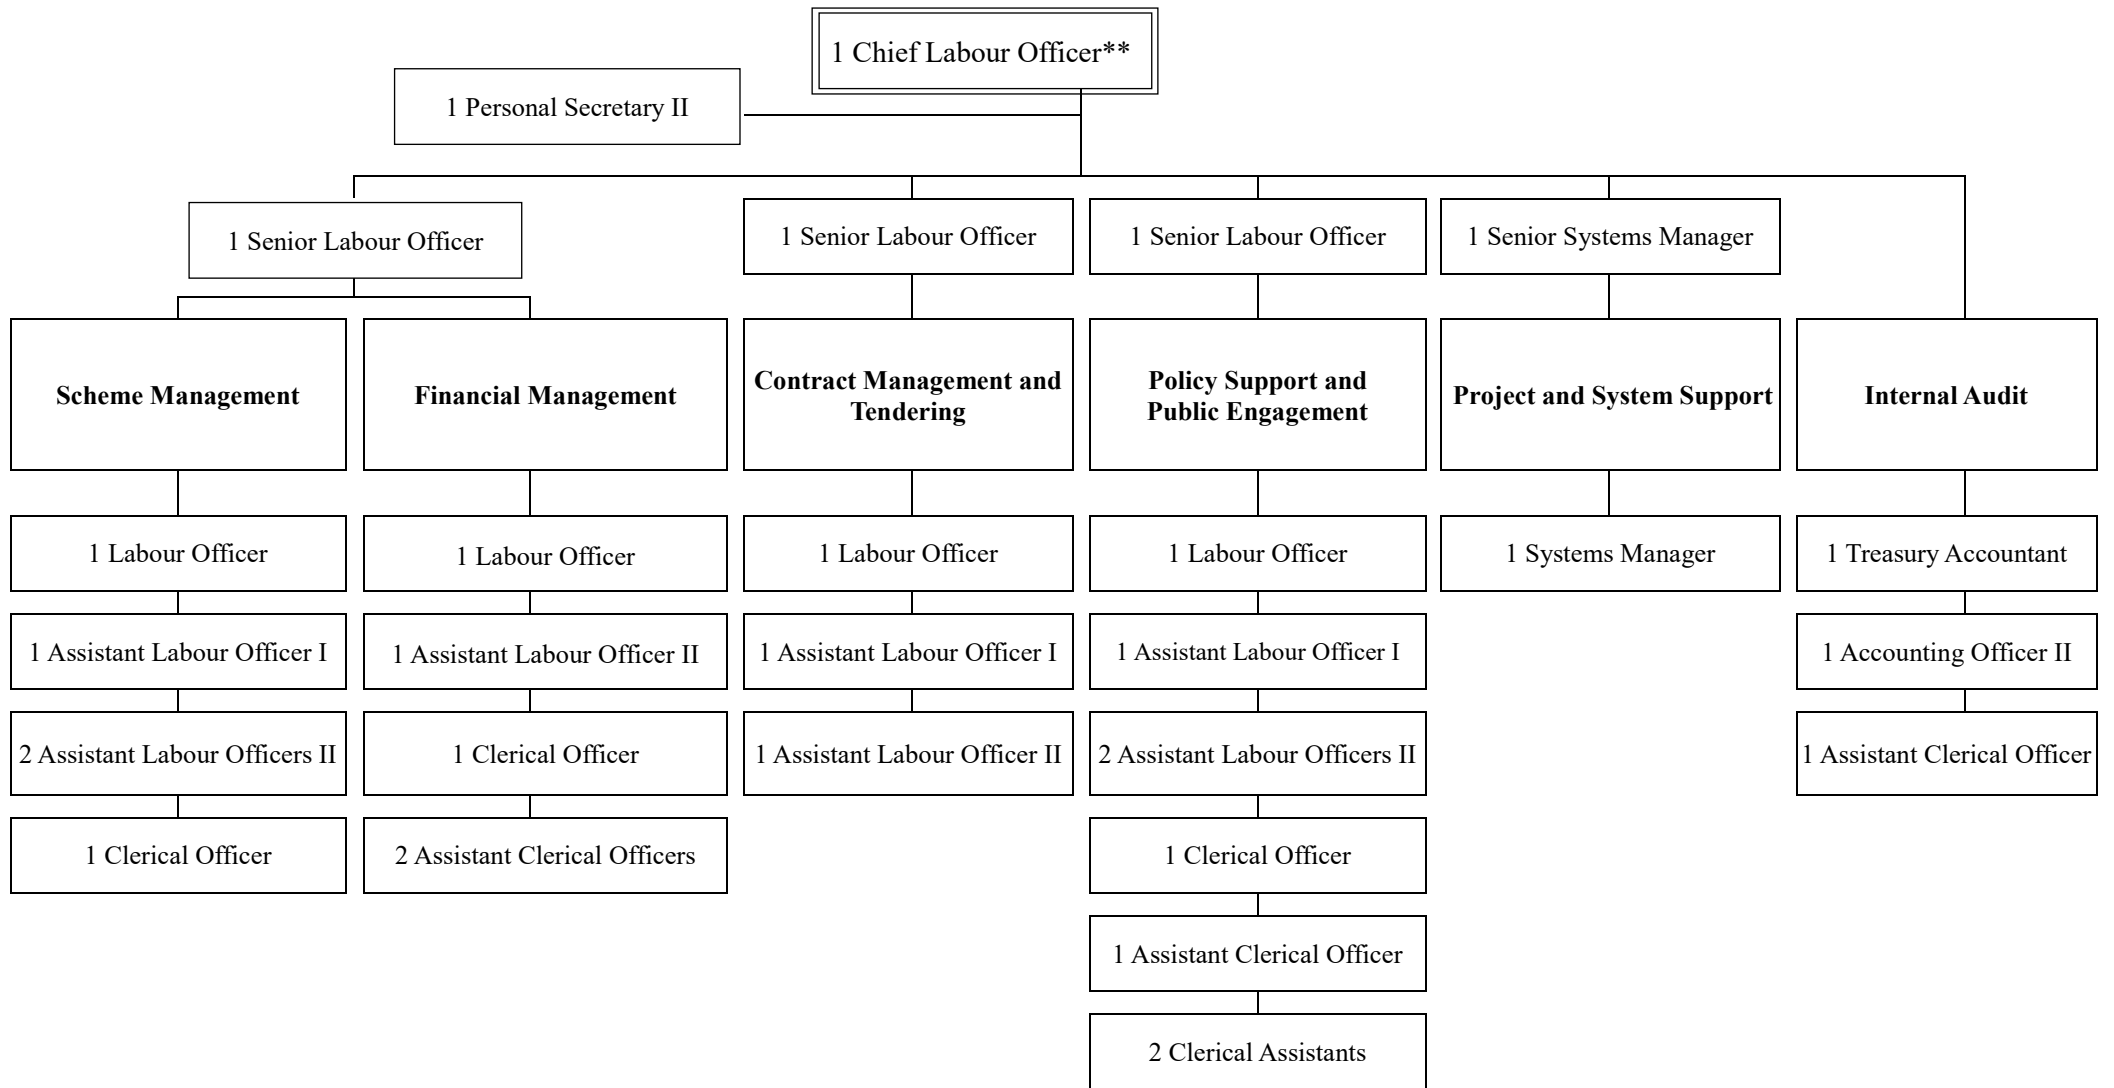 1 Chief Labour Officer**
1 Personal Secretary II
1 Senior Labour Officer
1 Senior Labour Officer
1 Senior Labour Officer
1 Senior Systems Manager
Scheme Management
Financial Management
Contract Management and
Tendering
Policy Support and
Public Engagement
Project and System Support
Internal Audit
1 Labour Officer
1 Labour Officer
1 Labour Officer
1 Labour Officer
1 Systems Manager
1 Treasury Accountant
1 Assistant Labour Officer I
1 Assistant Labour Officer II
1 Assistant Labour Officer I
1 Assistant Labour Officer I
1 Accounting Officer II
2 Assistant Labour Officers II
1 Clerical Officer
1 Assistant Labour Officer II
2 Assistant Labour Officers II
1 Assistant Clerical Officer
1 Clerical Officer
2 Assistant Clerical Officers
1 Clerical Officer
1 Assistant Clerical Officer
2 Clerical Assistants